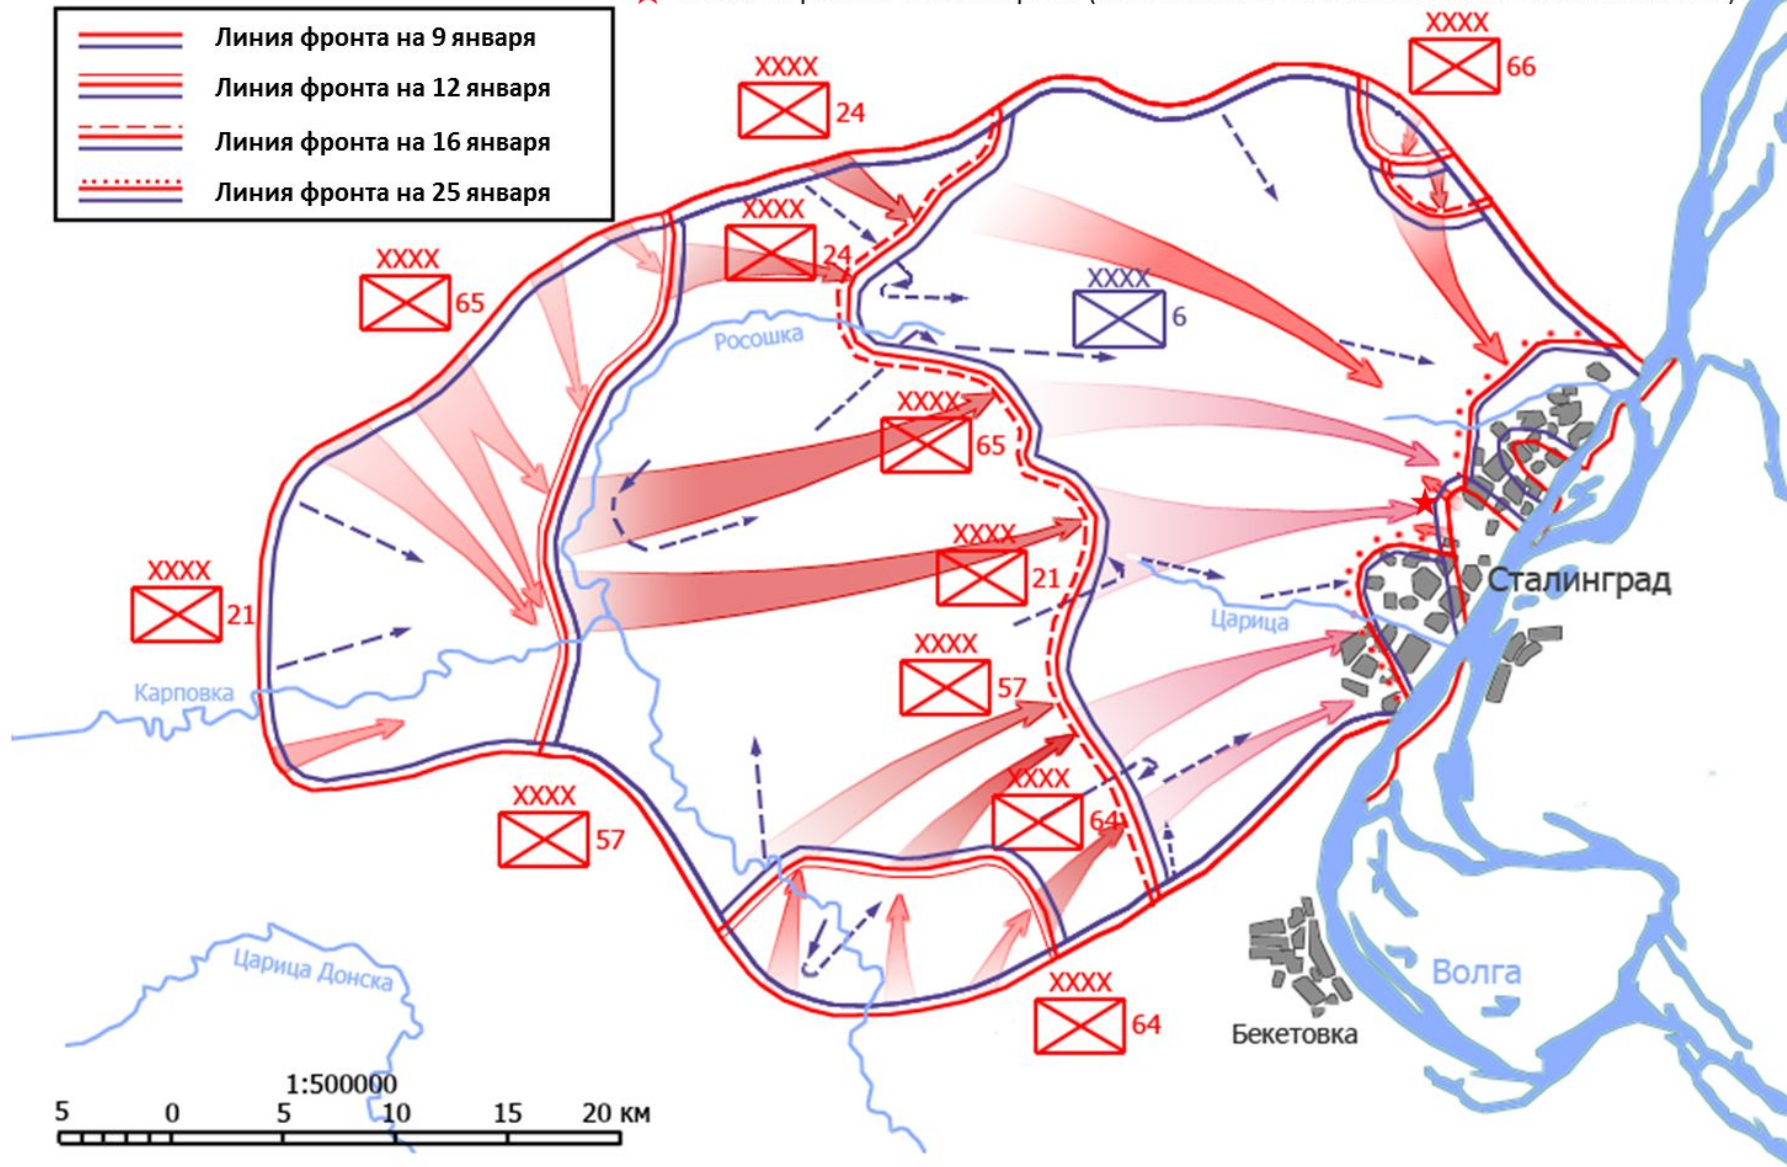 Линия фронта на 9 января
Линия фронта на 12 января
Линия фронта на 16 января
Линия фронта на 25 января
XXXX
66
XXXX
24
XXXX
24
XXXX
65
XXXX
6
Росошка
XXXX
65
XXXX
21
XXXX
21
Сталинград
Царица
XXXX
57
Карповка
XXXX
64
XXXX
57
Царица Донска
Волга
XXXX
64
Бекетовка
1:500000
5 0 5 10 15 20 км